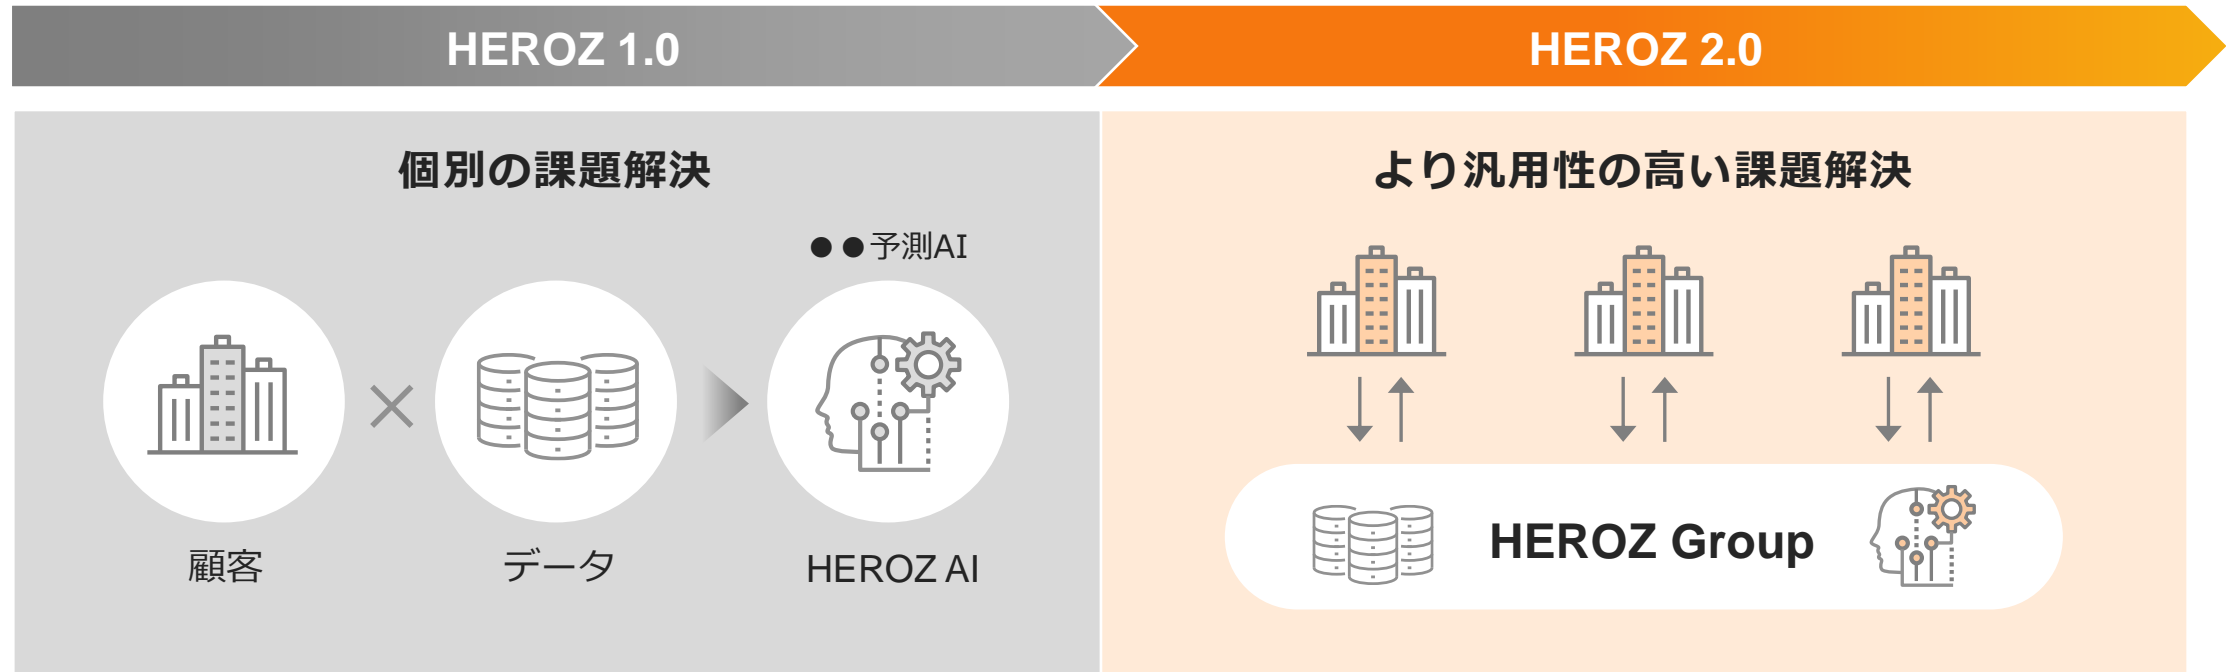 HEROZ 1.0
HEROZ 2.0
個別の課題解決
●●予測AI
顧客
データ
HEROZ AI
より汎用性の高い課題解決
HEROZ Group